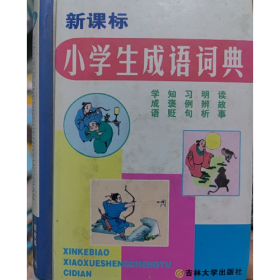 新课标
小学生成语词典
学知习明读
成褒例辨故
语贬句析事
XINKEBIAO
XIAOXUESHENGCHENGYU
CIDIAN
吉林大学出版社